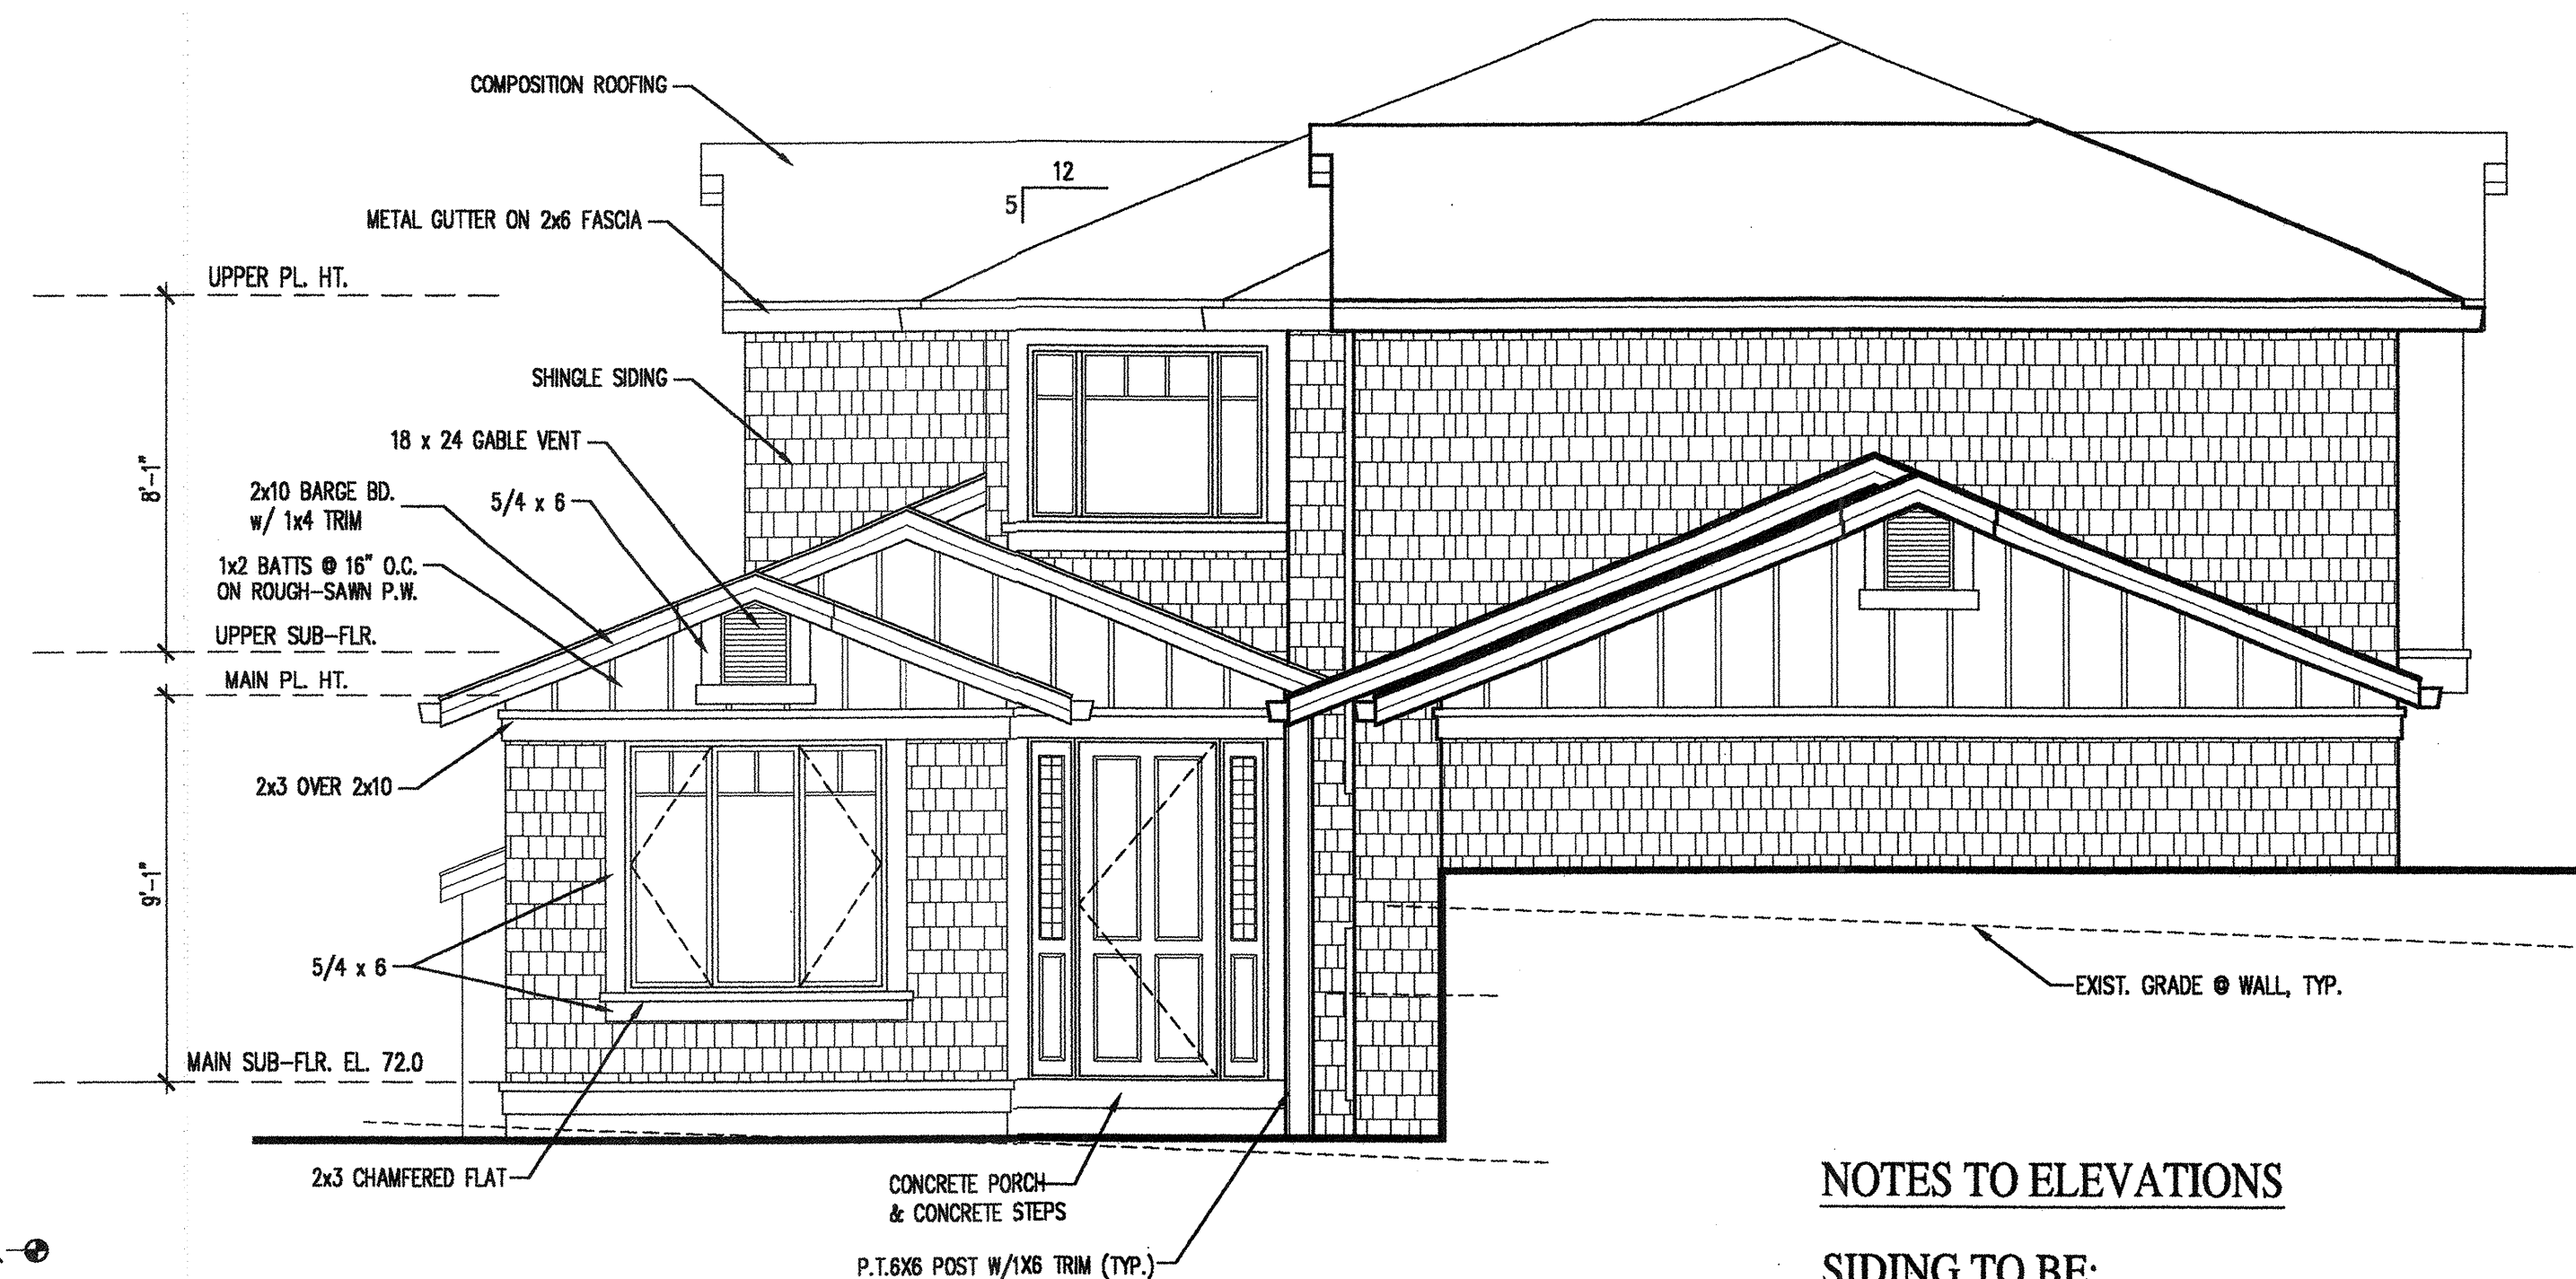 COMPOSITION ROOFING
12
5
METAL GUTTER ON 2x6 FASCIA
UPPER PL. HT.
SHINGLE SIDING
18 x 24 GABLE VENT
8'-1"
2x10 BARGE BD.
w/ 1x4 TRIM
5/4 x 6
1x2 BATTS @ 16" O.C.
ON ROUGH-SAWN P.W.
UPPER SUB-FLR.
MAIN PL. HT.
2x3 OVER 2x10
9'-1"
5/4 x 6
EXIST. GRADE @ WALL, TYP.
MAIN SUB-FLR. EL. 72.0
2x3 CHAMFERED FLAT
CONCRETE PORCH
& CONCRETE STEPS
P.T.6X6 POST W/1X6 TRIM (TYP.)
NOTES TO ELEVATIONS
SIDING TO BE: